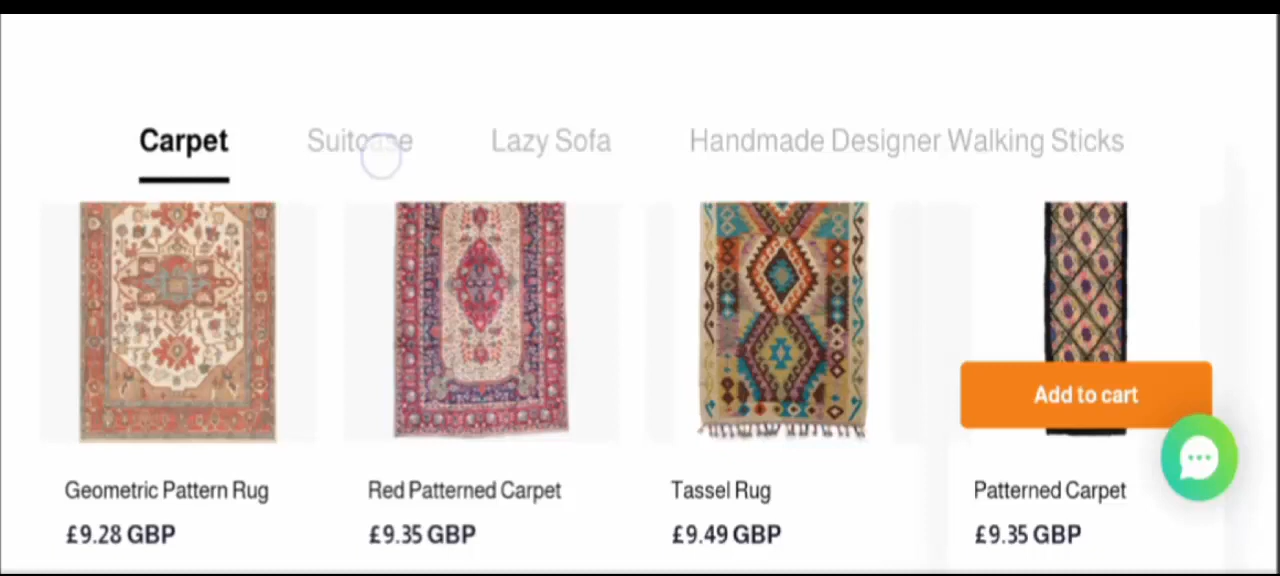 Carpet Suitcase Lazy Sofa Handmade Designer Walking Sticks
Add to cart
Geometric Pattern Rug Red Patterned Carpet Tassel Rug Patterned Carpet
£9.28 GBP £9.35 GBP £9.49 GBP £9.35 GBP